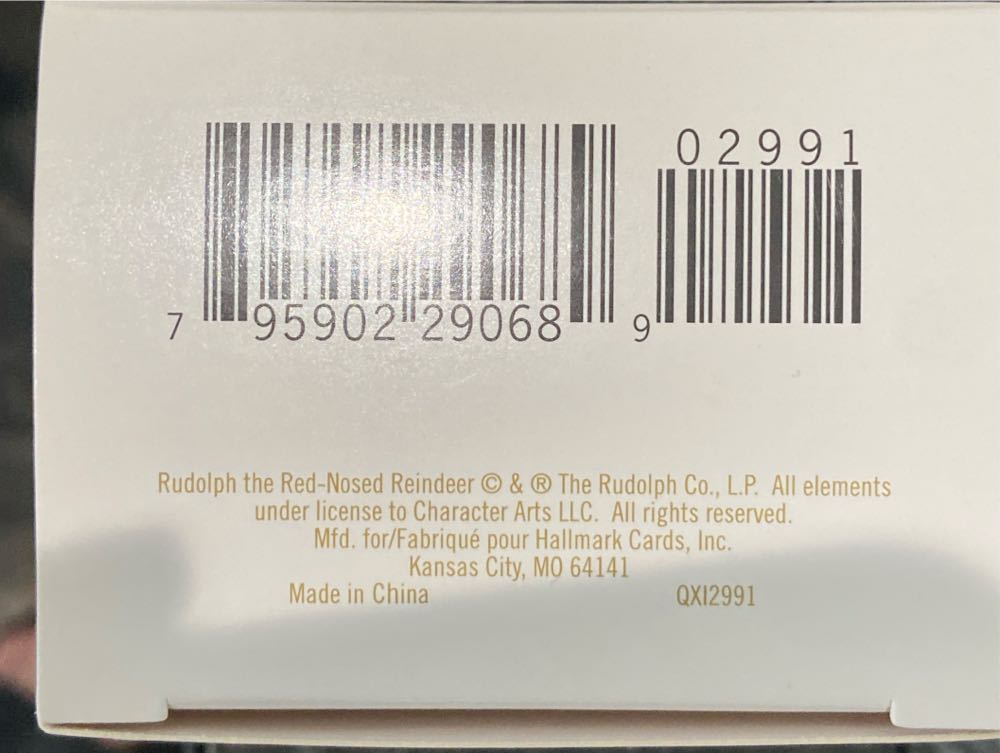 02991
7 95902 29068 9
Rudolph the Red-Nosed Reindeer © & ® The Rudolph Co., L.P. All elements
under license to Character Arts LLC. All rights reserved.
Mfd. for/Fabriqué pour Hallmark Cards, Inc.
Kansas City, MO 64141
Made in China QXI2991